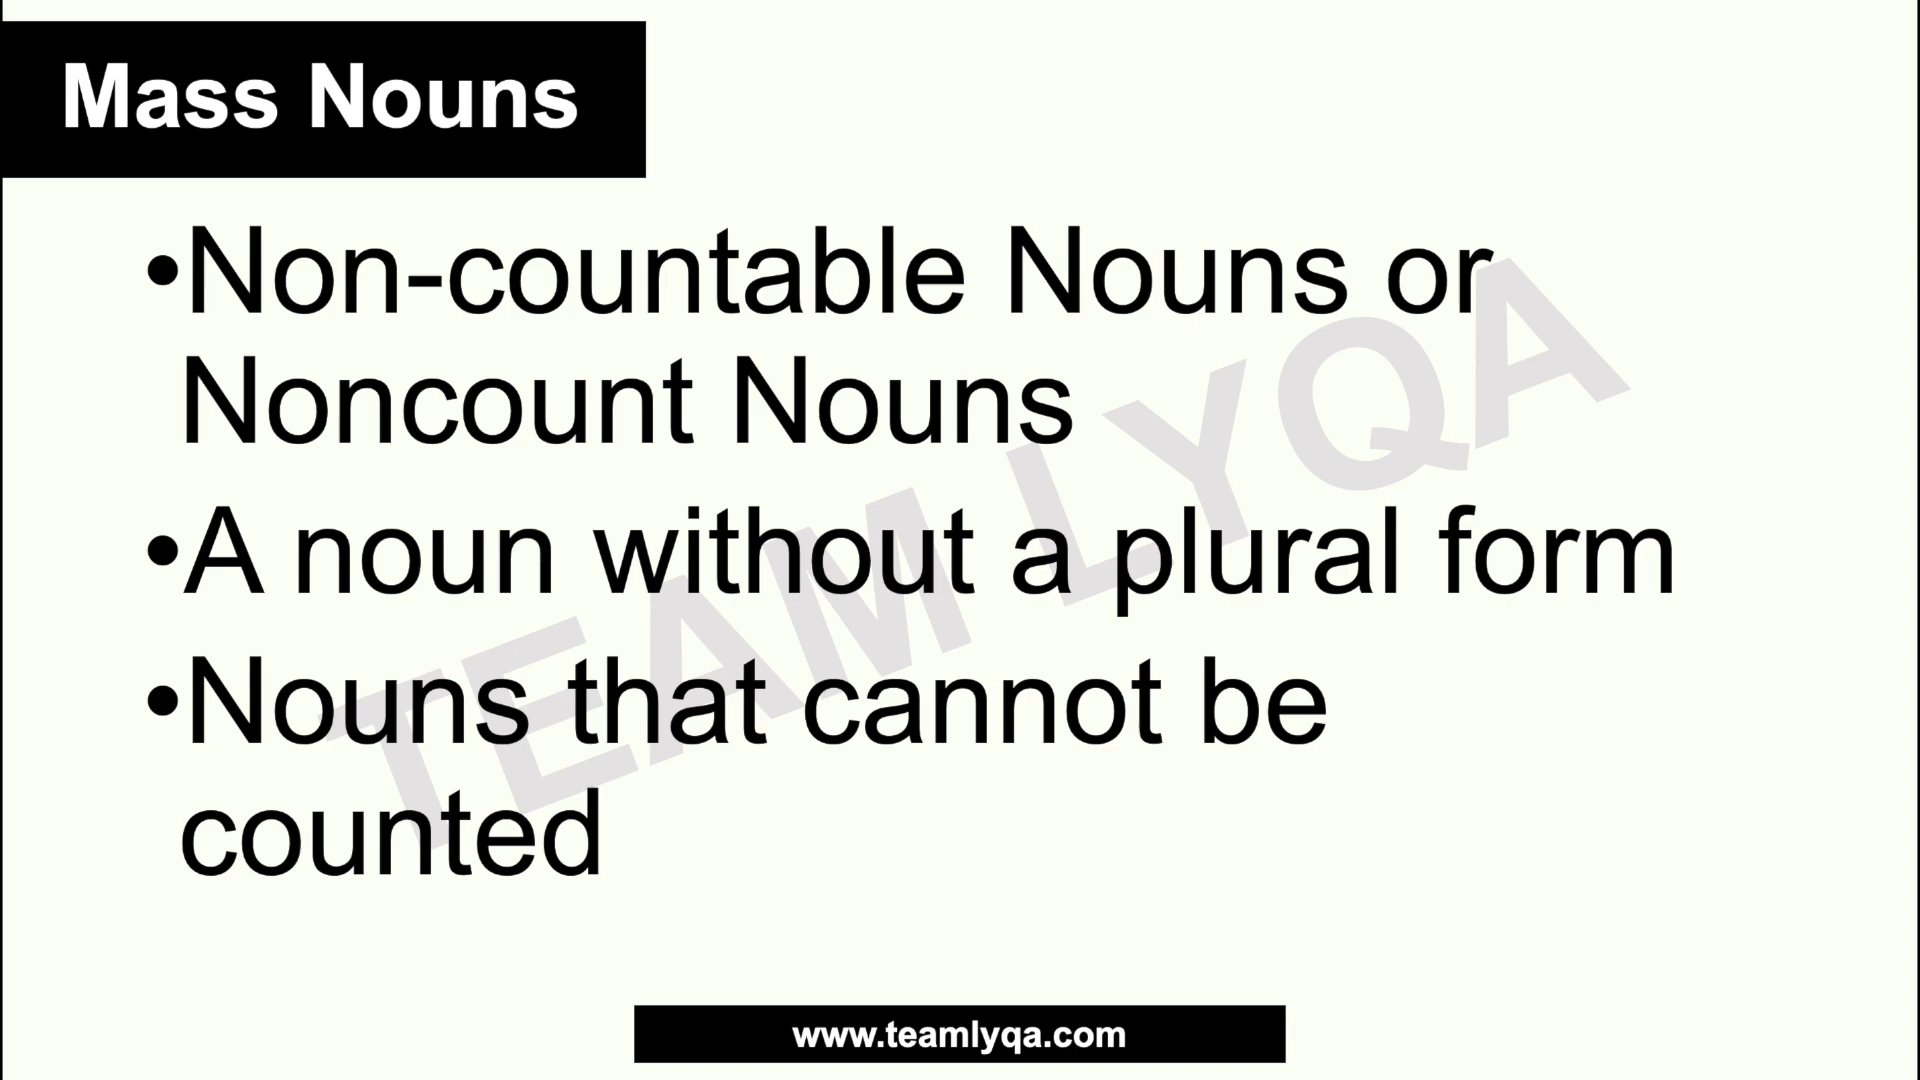 Mass Nouns
•Non-countable Nouns or
Noncount Nouns
•A noun without a plural form
•Nouns that cannot be
counted
TEAM LYQA
www.teamlyqa.com